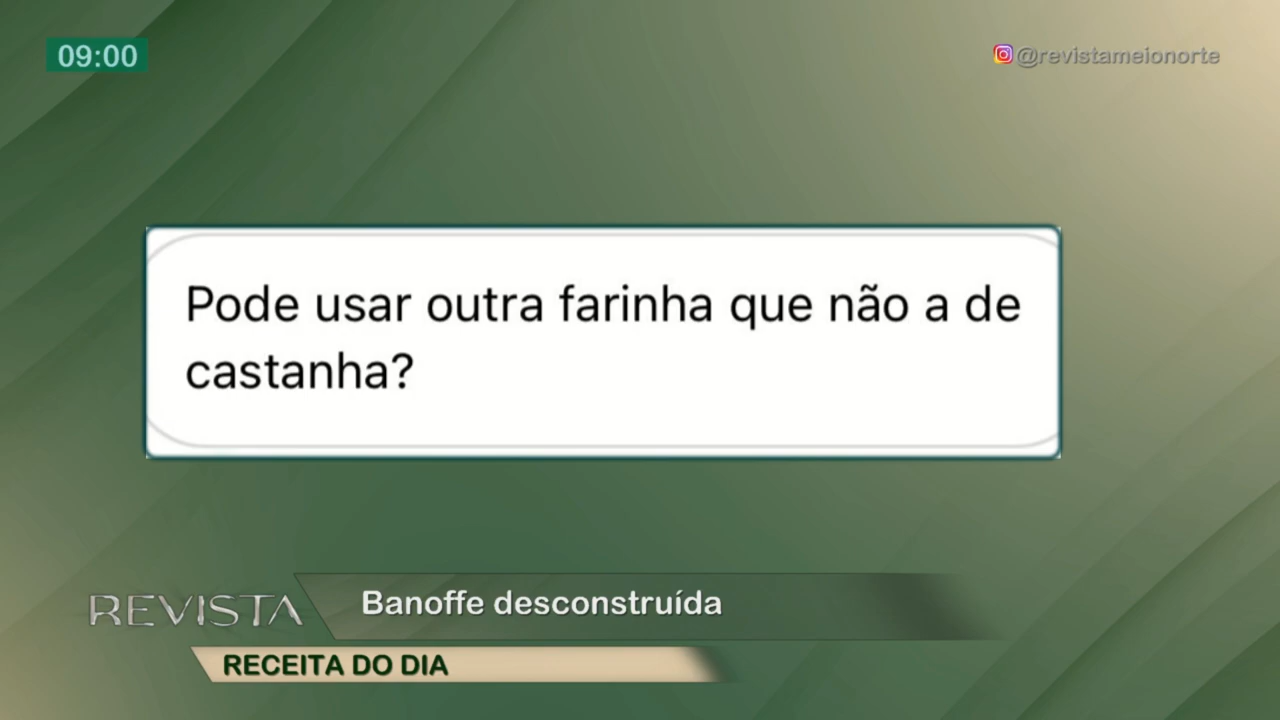 09:00
@revistameionorte
Pode usar outra farinha que não a de
castanha?
REVISTA
Banoffe desconstruída
RECEITA DO DIA